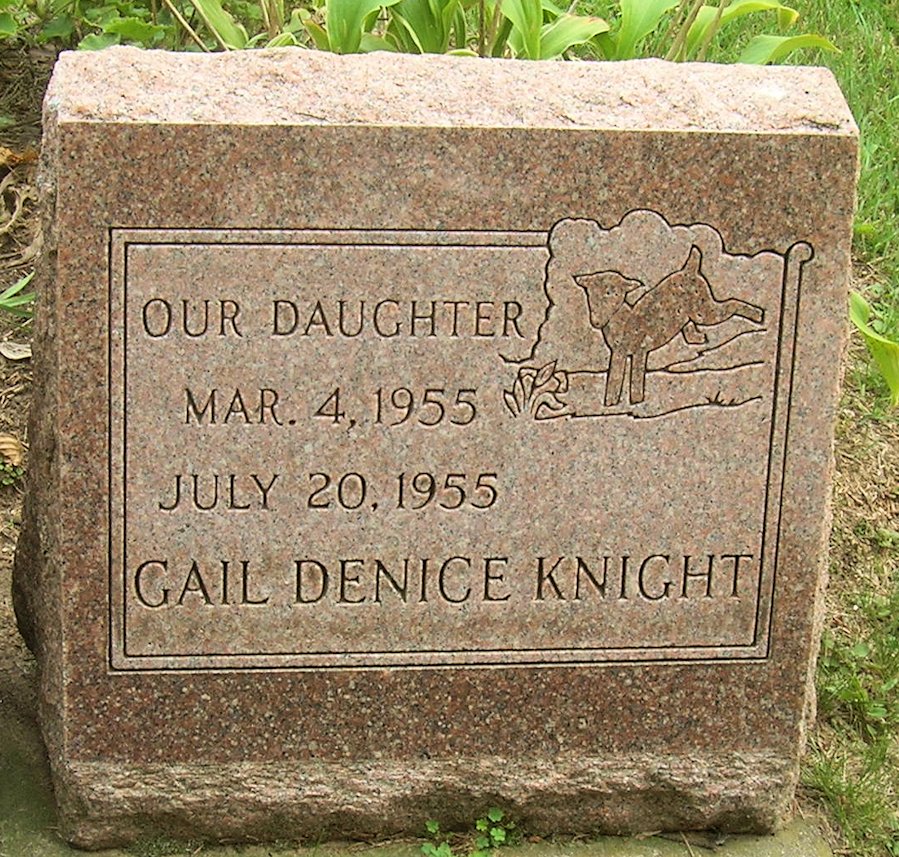 OUR DAUGHTER
MAR. 4, 1955
JULY 20, 1955
GAIL DENICE KNIGHT